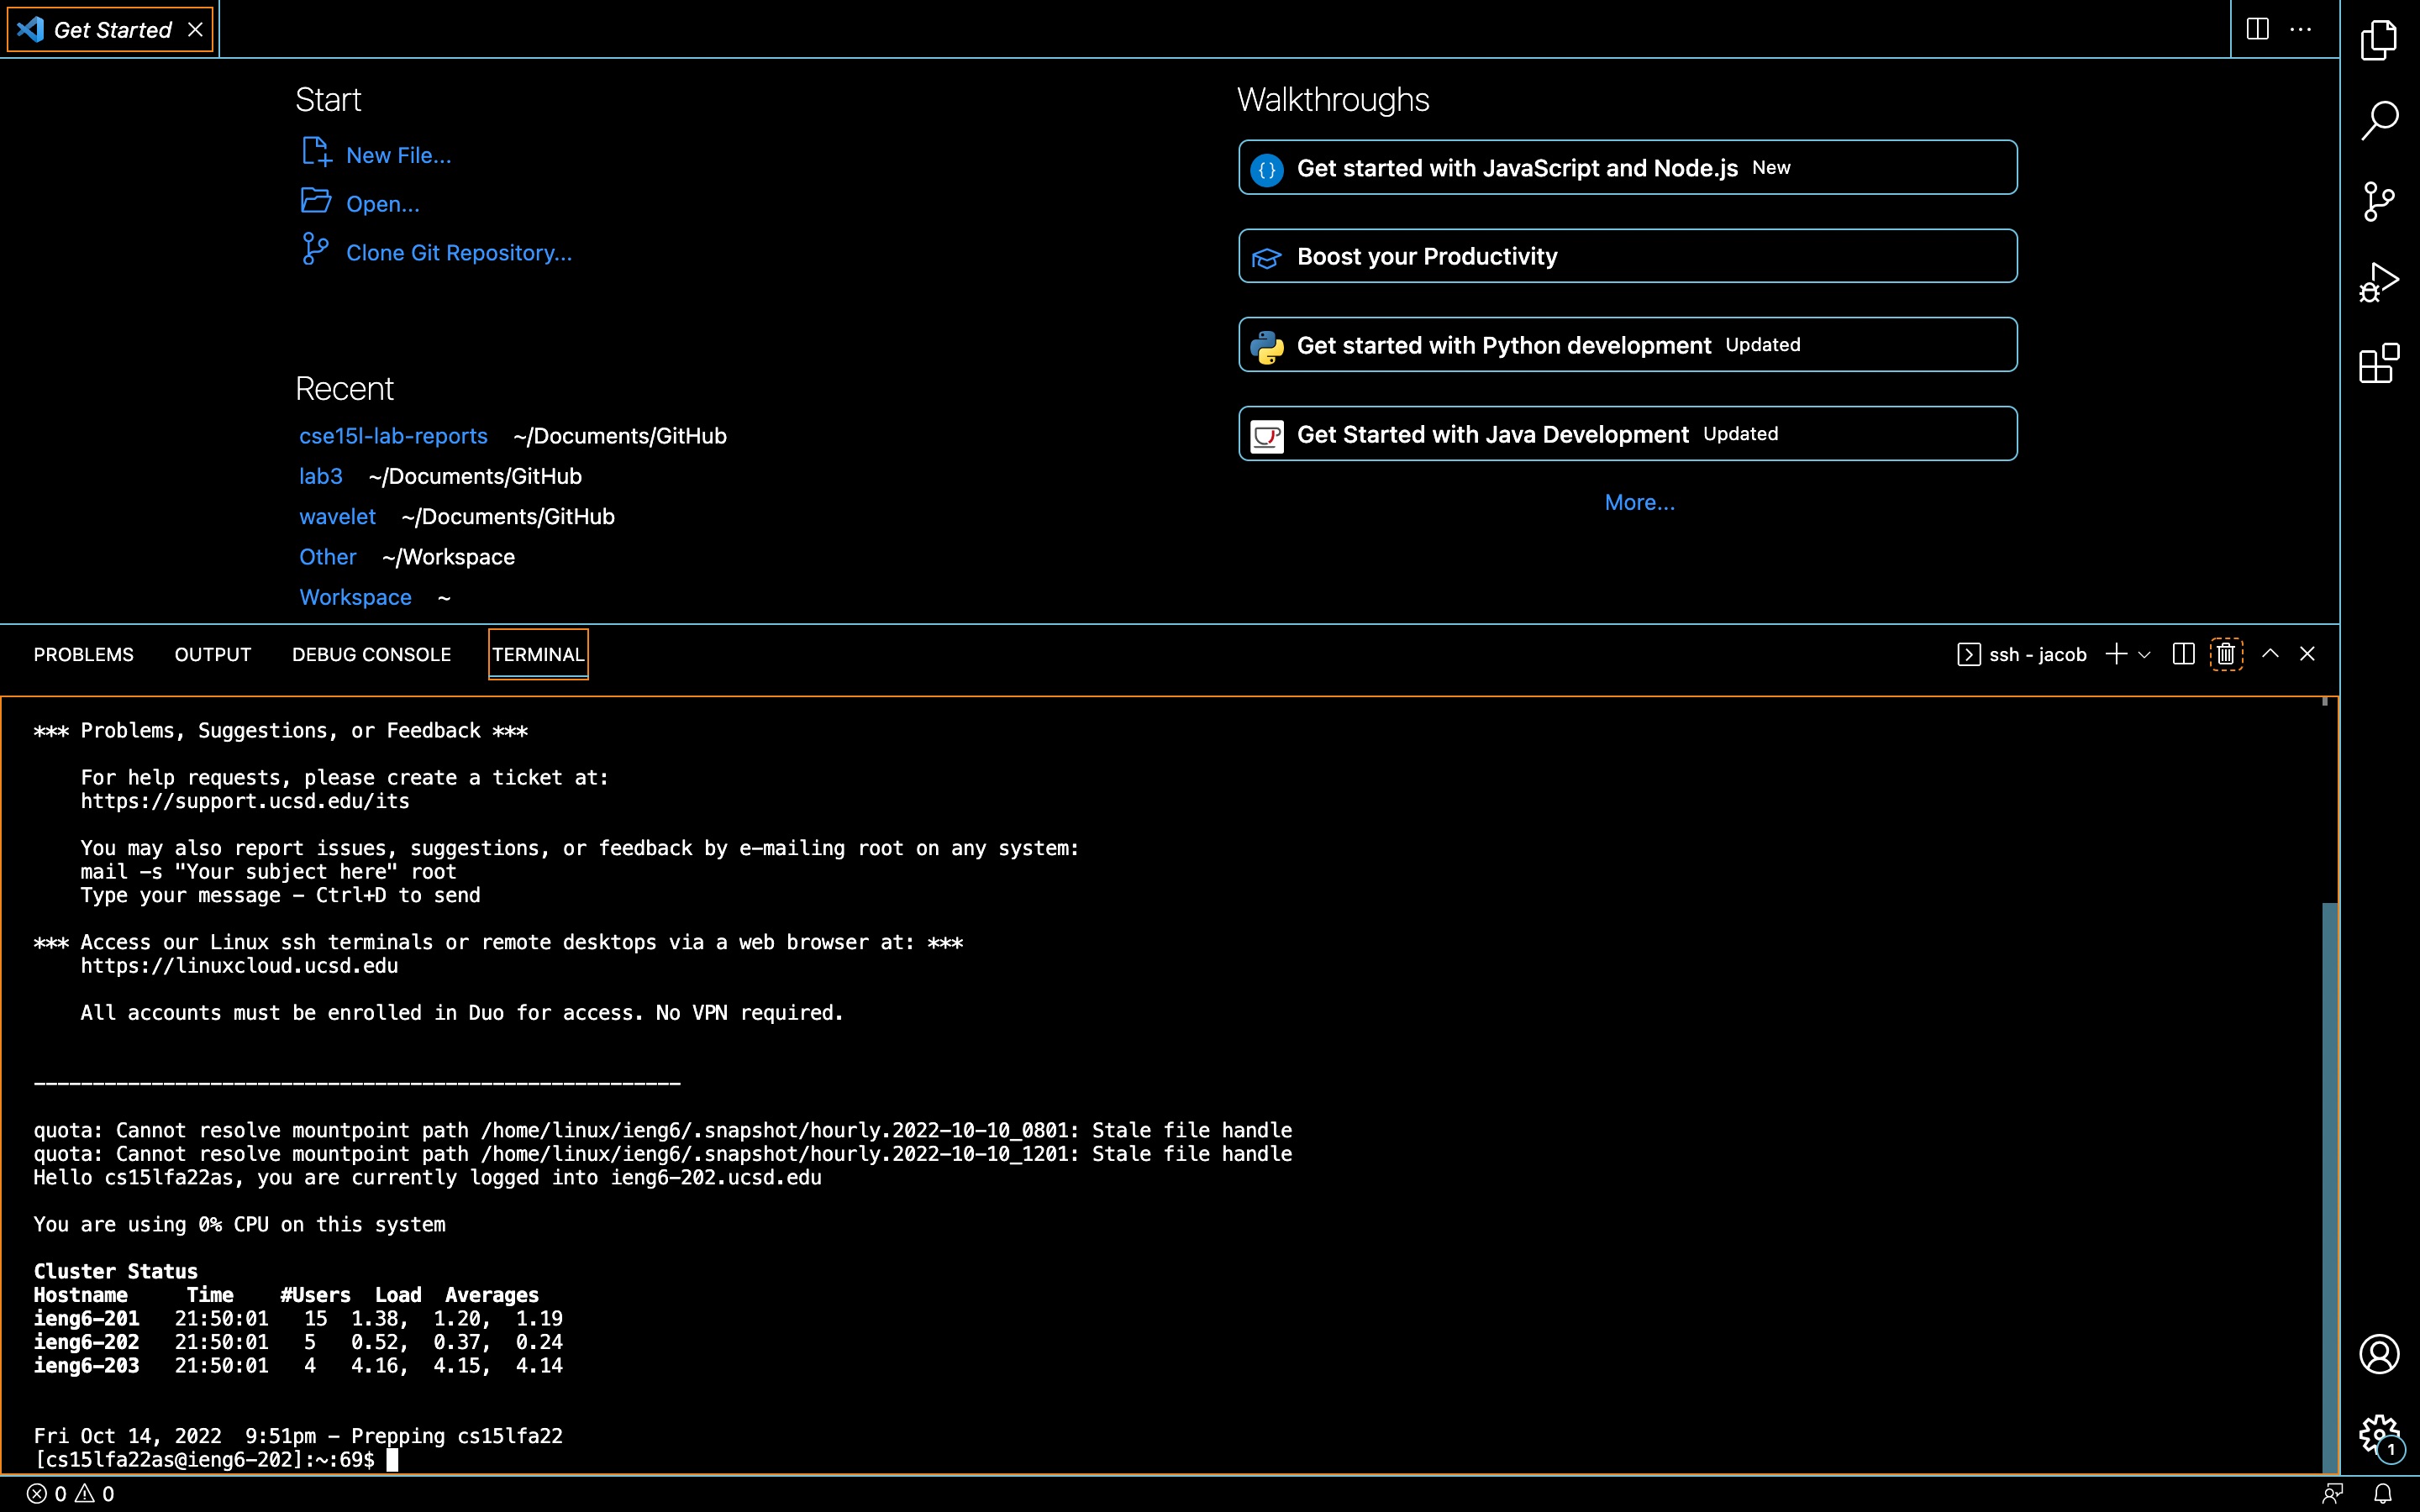 Get Started
Start
New File...
Open...
Clone Git Repository...
Recent
cse15l-lab-reports ~/Documents/GitHub
lab3 ~/Documents/GitHub
wavelet ~/Documents/GitHub
Other ~/Workspace
Workspace ~
Walkthroughs
Get started with JavaScript and Node.js New
Boost your Productivity
Get started with Python development Updated
Get Started with Java Development Updated
More...
PROBLEMS OUTPUT DEBUG CONSOLE TERMINAL
ssh - jacob
*** Problems, Suggestions, or Feedback ***
For help requests, please create a ticket at:
https://support.ucsd.edu/its
You may also report issues, suggestions, or feedback by e-mailing root on any system:
mail -s "Your subject here" root
Type your message - Ctrl+D to send
*** Access our Linux ssh terminals or remote desktops via a web browser at: ***
https://linuxcloud.ucsd.edu
All accounts must be enrolled in Duo for access. No VPN required.
-------------------------------------------------------
quota: Cannot resolve mountpoint path /home/linux/ieng6/.snapshot/hourly.2022-10-10_0801: Stale file handle
quota: Cannot resolve mountpoint path /home/linux/ieng6/.snapshot/hourly.2022-10-10_1201: Stale file handle
Hello cs15lfa22as, you are currently logged into ieng6-202.ucsd.edu
You are using 0% CPU on this system
Cluster Status
Hostname Time #Users Load Averages
ieng6-201 21:50:01 15 1.38, 1.20, 1.19
ieng6-202 21:50:01 5 0.52, 0.37, 0.24
ieng6-203 21:50:01 4 4.16, 4.15, 4.14
Fri Oct 14, 2022 9:51pm - Prepping cs15lfa22
[cs15lfa22as@ieng6-202]:~:69$
1
0 0